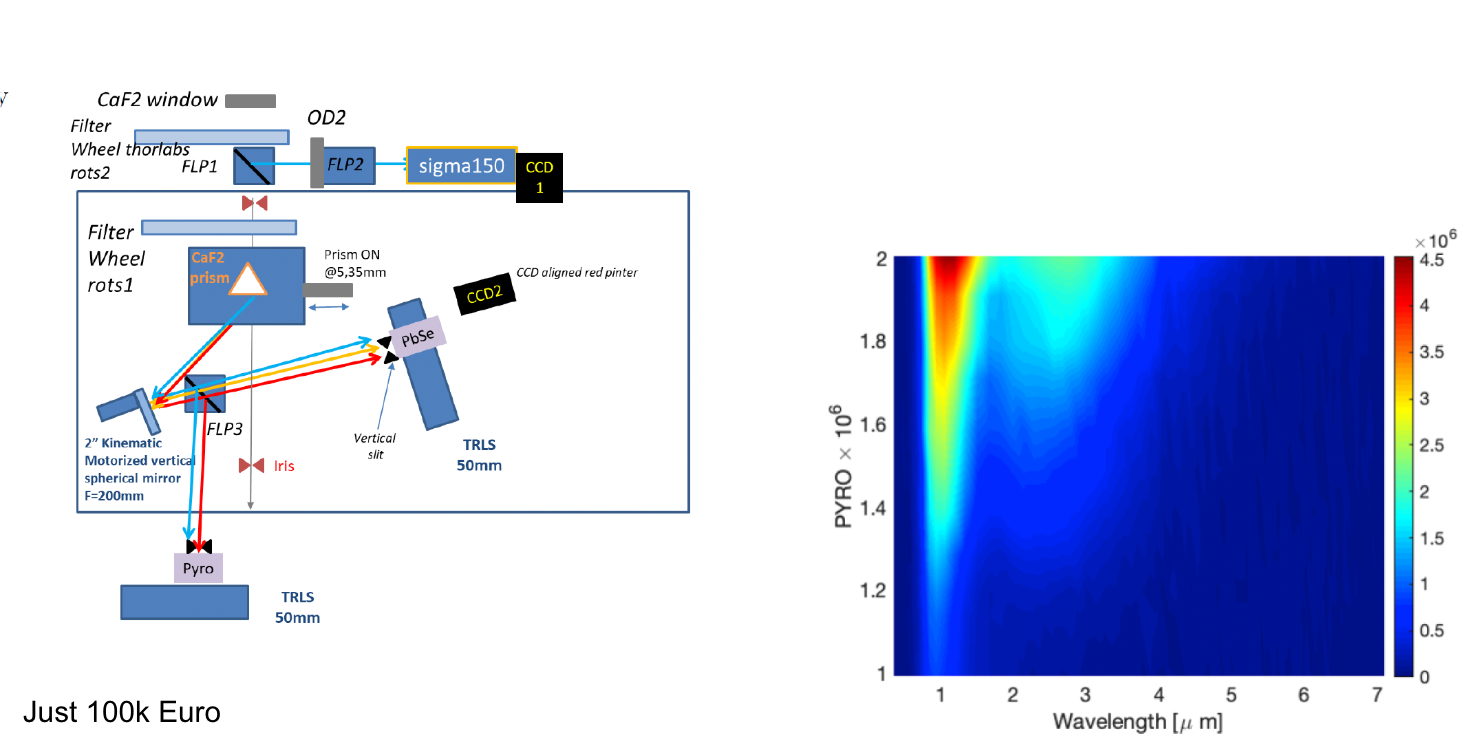 y
CaF2 window
OD2
Filter
Wheel thorlabs
rots2
FLP1
FLP2
sigma150
CCD
1
Filter
Wheel
rots1
CaF2
prism
Prism ON
@5,35mm
CCD aligned red pinter
CCD2
PbSe
FLP3
2” Kinematic
Motorized vertical
spherical mirror
F=200mm
Vertical
slit
TRLS
50mm
Iris
Pyro
TRLS
50mm
Just 100k Euro
× 10⁶
4.5
4
3.5
3
2.5
2
1.5
1
0.5
0
2
1.8
1.6
1.4
1.2
1
PYRO × 10⁶
1 2 3 4 5 6 7
Wavelength [μ m]